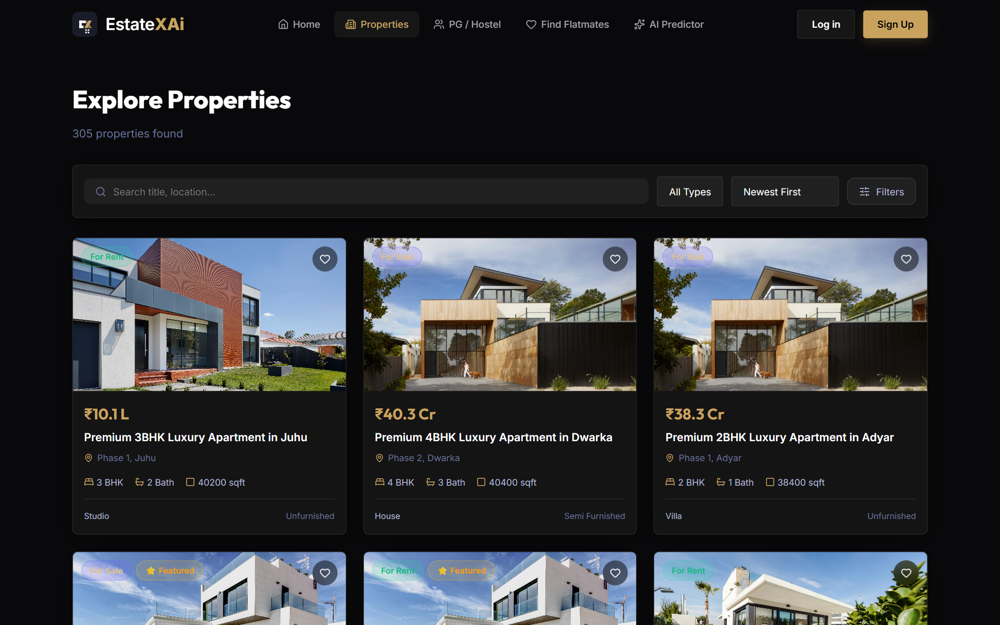 EstateXAi
Home
Properties
PG / Hostel
Find Flatmates
AI Predictor
Log in
Sign Up
Explore Properties
305 properties found
Search title, location...
All Types
Newest First
Filters
For Rent
For Sale
For Sale
₹10.1 L
Premium 3BHK Luxury Apartment in Juhu
Phase 1, Juhu
3 BHK 2 Bath 40200 sqft
Studio Unfurnished
₹40.3 Cr
Premium 4BHK Luxury Apartment in Dwarka
Phase 2, Dwarka
4 BHK 3 Bath 40400 sqft
House Semi Furnished
₹38.3 Cr
Premium 2BHK Luxury Apartment in Adyar
Phase 1, Adyar
2 BHK 1 Bath 38400 sqft
Villa Unfurnished
For Sale ⭐ Featured
For Rent ⭐ Featured
For Rent